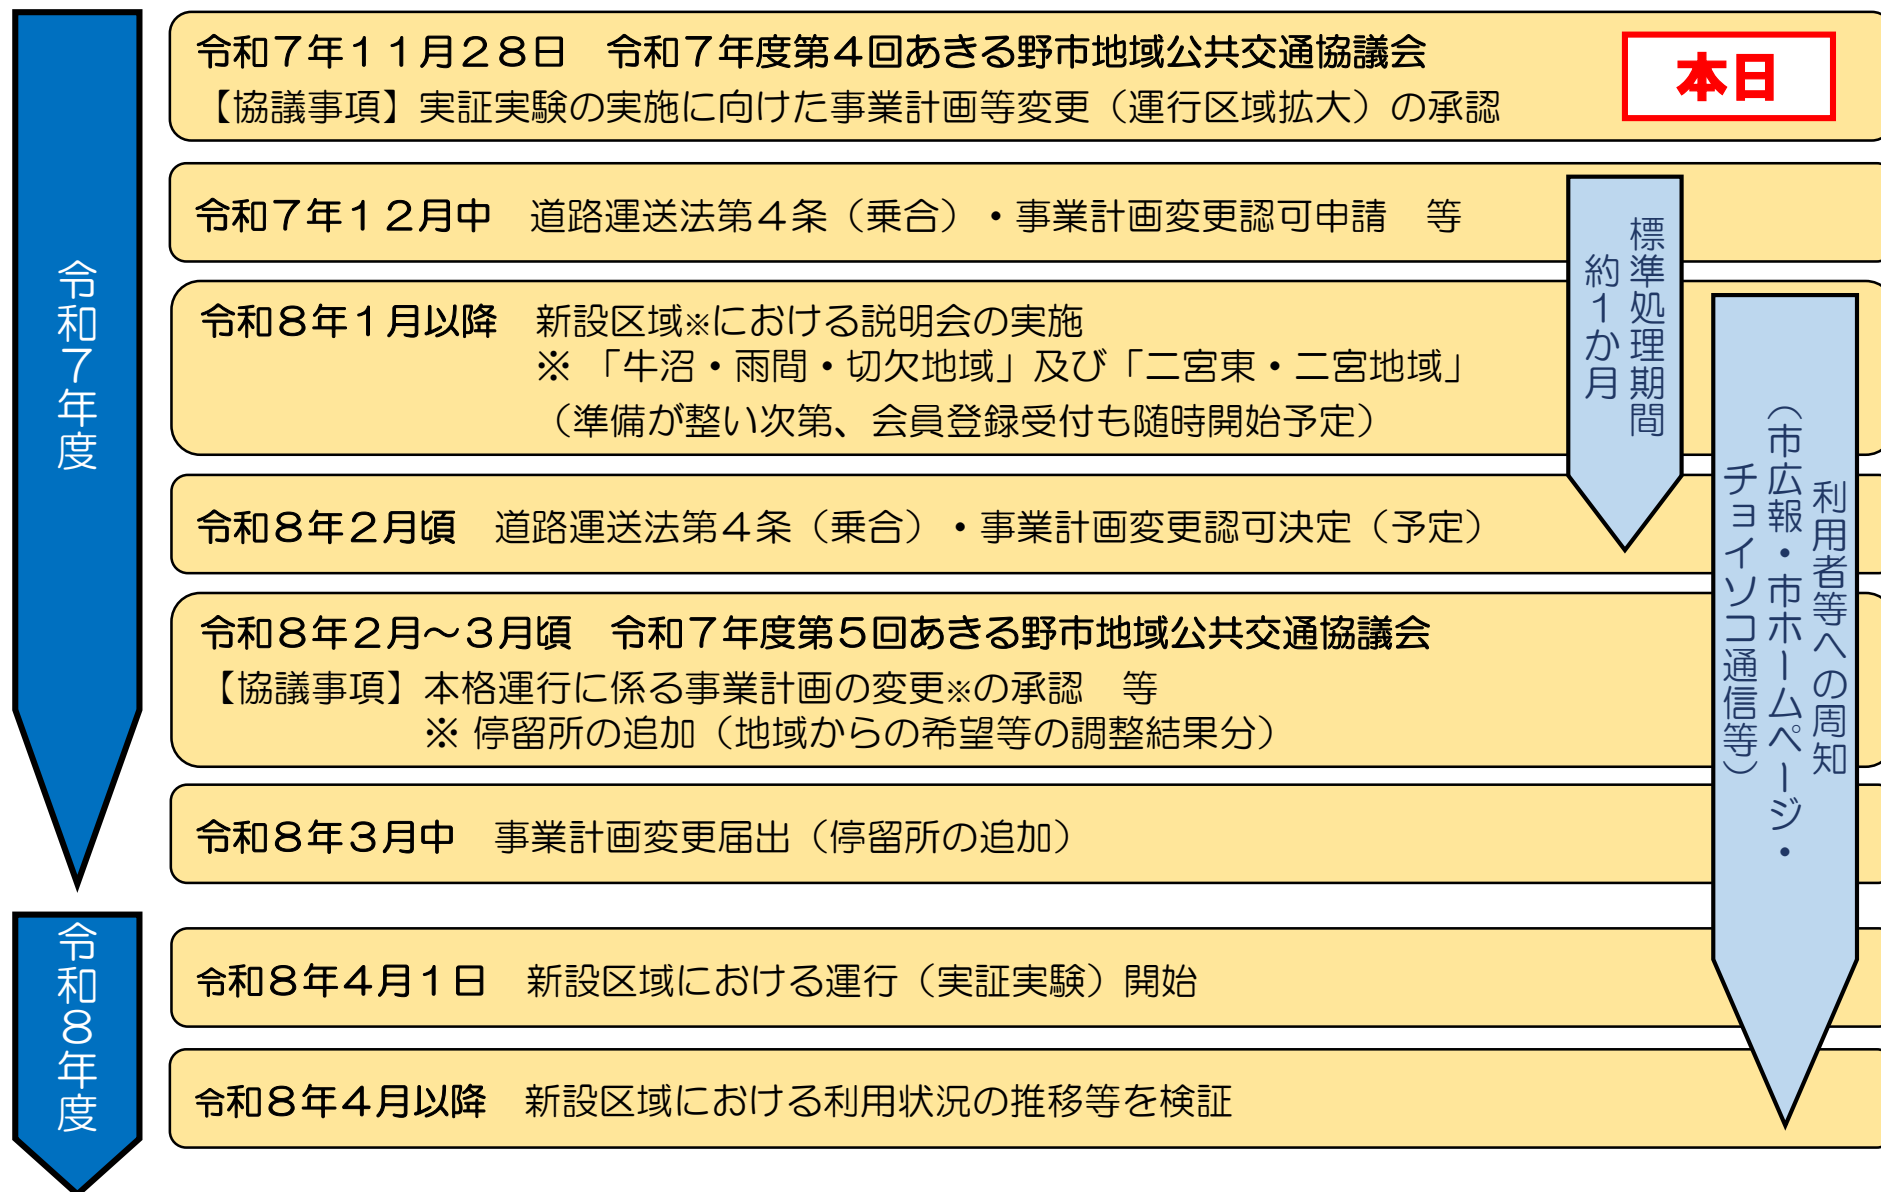 令和７年度
令和７年１１月２８日　令和７年度第４回あきる野市地域公共交通協議会
【協議事項】実証実験の実施に向けた事業計画等変更（運行区域拡大）の承認
本日
令和７年１２月中　道路運送法第４条（乗合）・事業計画変更認可申請　等
標準処理期間
約１か月
令和８年１月以降　新設区域※における説明会の実施
※ 「牛沼・雨間・切欠地域」及び「二宮東・二宮地域」
（準備が整い次第、会員登録受付も随時開始予定）
利用者等への周知
（市広報・市ホームページ・
チョイソコ通信等）
令和８年２月頃　道路運送法第４条（乗合）・事業計画変更認可決定（予定）
令和８年２月～３月頃　令和７年度第５回あきる野市地域公共交通協議会
【協議事項】本格運行に係る事業計画の変更※の承認　等
※ 停留所の追加（地域からの希望等の調整結果分）
令和８年３月中　事業計画変更届出（停留所の追加）
令和８年度
令和８年４月１日　新設区域における運行（実証実験）開始
令和８年４月以降　新設区域における利用状況の推移等を検証